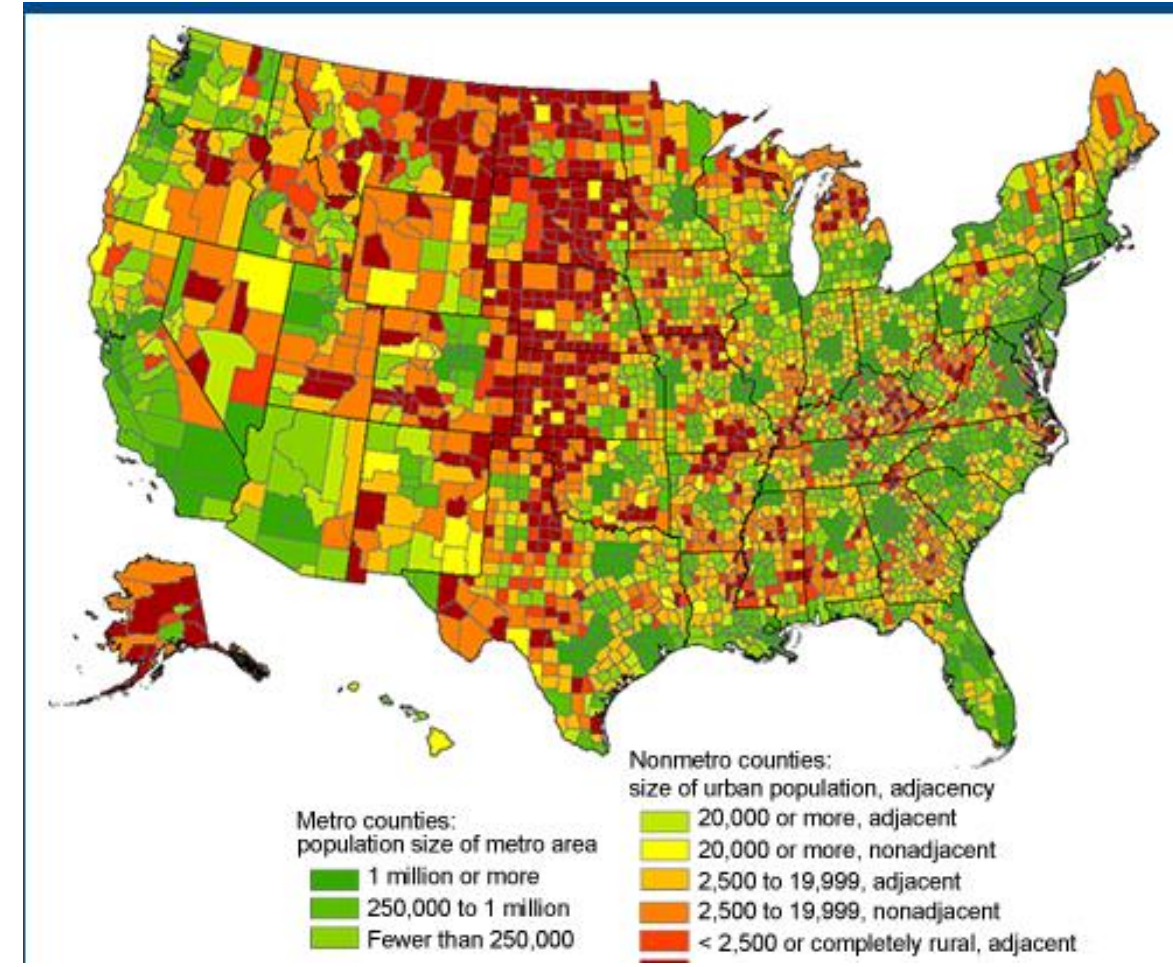 Nonmetro counties:
size of urban population, adjacency
20,000 or more, adjacent
20,000 or more, nonadjacent
2,500 to 19,999, adjacent
2,500 to 19,999, nonadjacent
< 2,500 or completely rural, adjacent
Metro counties:
population size of metro area
1 million or more
250,000 to 1 million
Fewer than 250,000